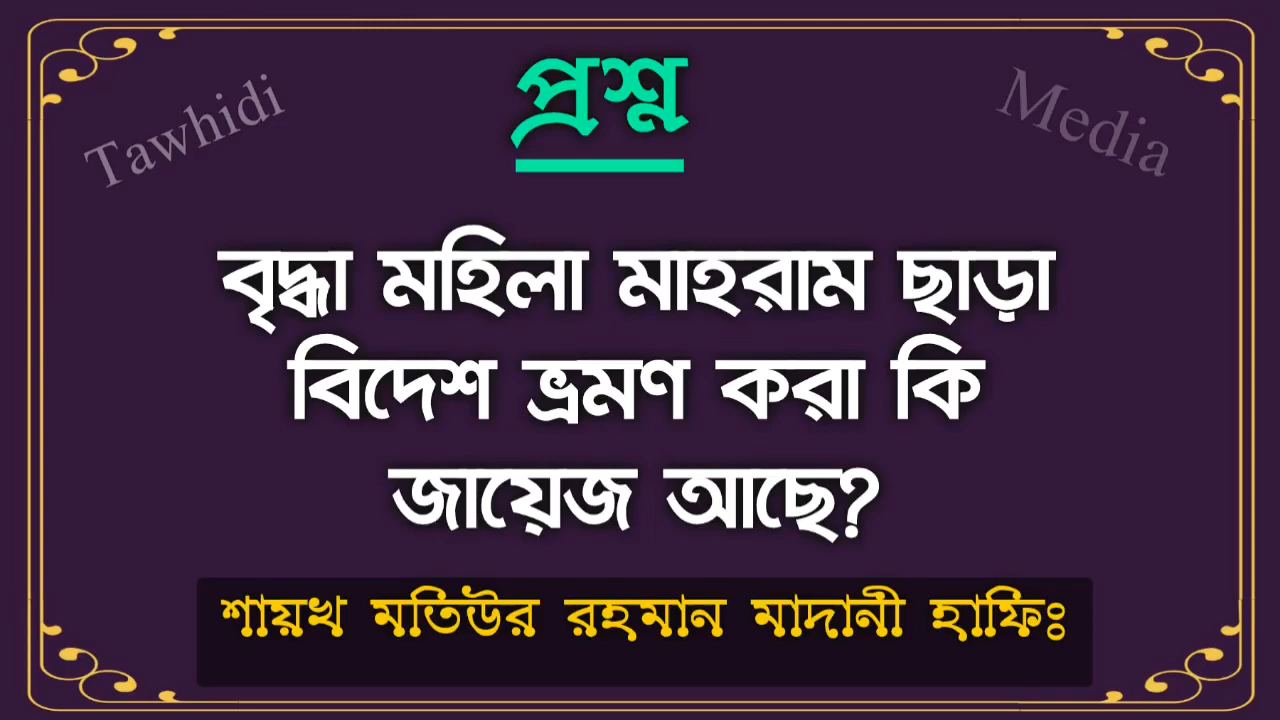 Tawhidi
Media
প্রশ্ন
বৃদ্ধা মহিলা মাহরাম ছাড়া
বিদেশ ভ্রমণ করা কি
জায়েজ আছে?
শায়খ মতিউর রহমান মাদানী হাফিঃ